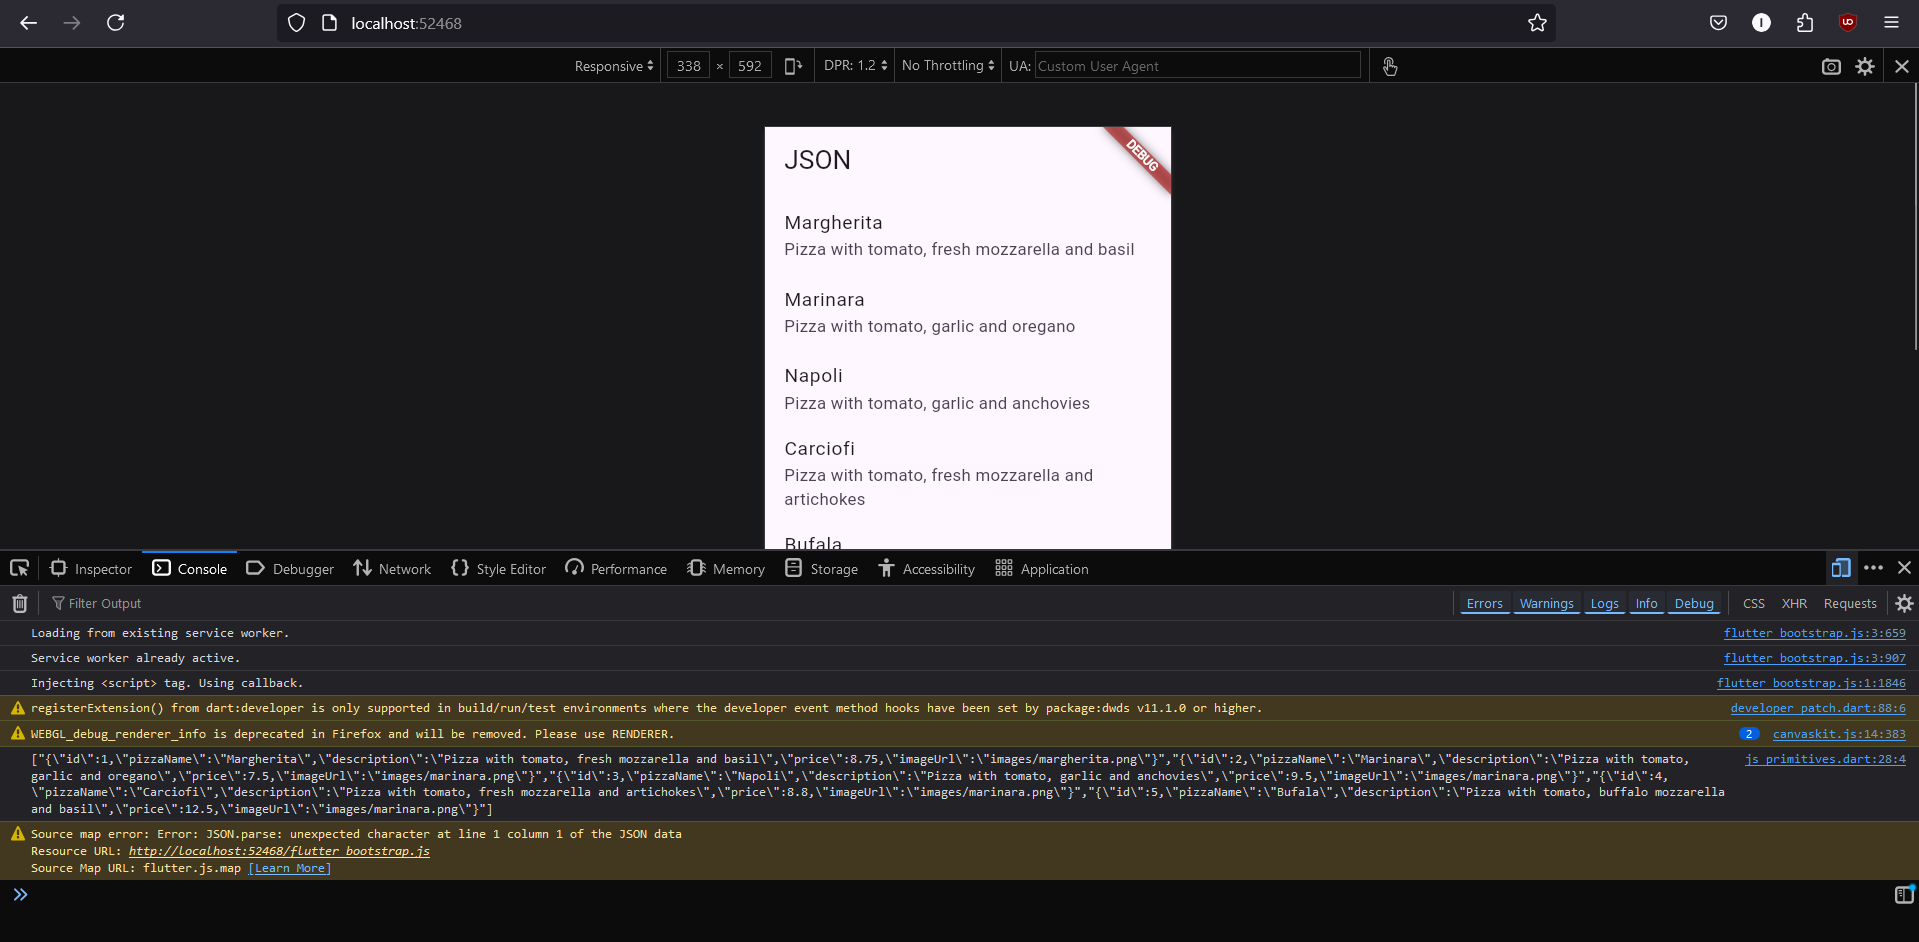 localhost:52468
Responsive 338 × 592 DPR: 1.2 No Throttling UA: Custom User Agent
JSON
DEBUG
Margherita
Pizza with tomato, fresh mozzarella and basil
Marinara
Pizza with tomato, garlic and oregano
Napoli
Pizza with tomato, garlic and anchovies
Carciofi
Pizza with tomato, fresh mozzarella and
artichokes
Bufala
Inspector Console Debugger Network Style Editor Performance Memory Storage Accessibility Application
Filter Output Errors Warnings Logs Info Debug CSS XHR Requests
Loading from existing service worker. flutter_bootstrap.js:3:659
Service worker already active. flutter_bootstrap.js:3:907
Injecting <script> tag. Using callback. flutter_bootstrap.js:1:1846
registerExtension() from dart:developer is only supported in build/run/test environments where the developer event method hooks have been set by package:dwds v11.1.0 or higher. developer_patch.dart:88:6
WEBGL_debug_renderer_info is deprecated in Firefox and will be removed. Please use RENDERER. 2 canvaskit.js:14:383
["{\"id\":1,\"pizzaName\":\"Margherita\",\"description\":\"Pizza with tomato, fresh mozzarella and basil\",\"price\":8.75,\"imageUrl\":\"images/margherita.png\"}","{\"id\":2,\"pizzaName\":\"Marinara\",\"description\":\"Pizza with tomato, js_primitives.dart:28:4
garlic and oregano\",\"price\":7.5,\"imageUrl\":\"images/marinara.png\"}","{\"id\":3,\"pizzaName\":\"Napoli\",\"description\":\"Pizza with tomato, garlic and anchovies\",\"price\":9.5,\"imageUrl\":\"images/marinara.png\"}","{\"id\":4,
\"pizzaName\":\"Carciofi\",\"description\":\"Pizza with tomato, fresh mozzarella and artichokes\",\"price\":8.8,\"imageUrl\":\"images/marinara.png\"}","{\"id\":5,\"pizzaName\":\"Bufala\",\"description\":\"Pizza with tomato, buffalo mozzarella
and basil\",\"price\":12.5,\"imageUrl\":\"images/marinara.png\"}"]
Source map error: Error: JSON.parse: unexpected character at line 1 column 1 of the JSON data
Resource URL: http://localhost:52468/flutter_bootstrap.js
Source Map URL: flutter.js.map [Learn More]